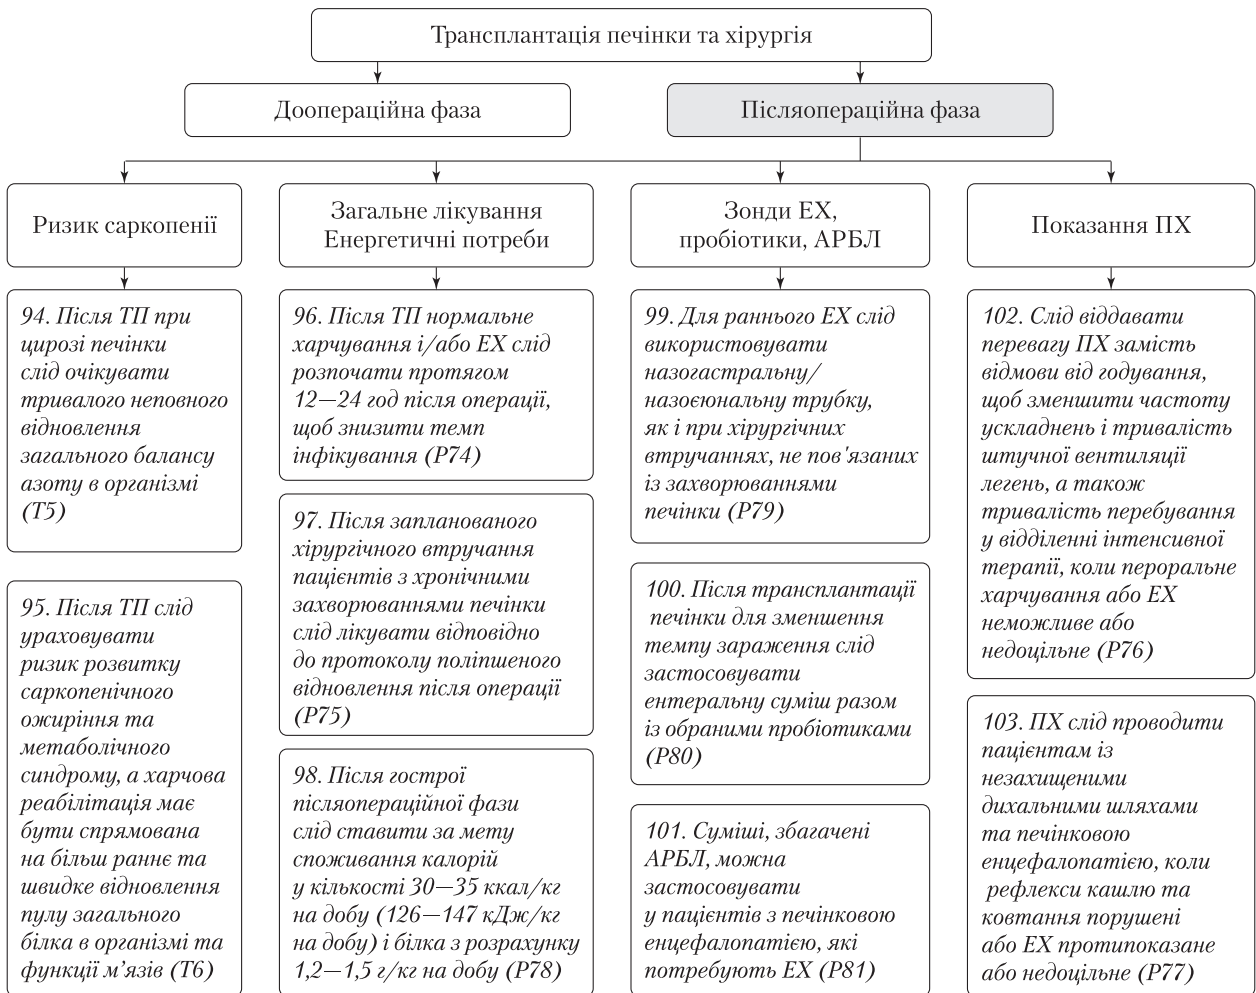 Трансплантація печінки та хірургія
Доопераційна фаза
Післяопераційна фаза
Ризик саркопенії
Загальне лікування
Енергетичні потреби
Зонди ЕХ,
пробіотики, АРБЛ
Показання ПХ
94. Після ТП при
цирозі печінки
слід очікувати
тривалого неповного
відновлення
загального балансу
азоту в організмі
(Т5)
95. Після ТП слід
ураховувати
ризик розвитку
саркопенічного
ожиріння та
метаболічного
синдрому, а харчова
реабілітація має
бути спрямована
на більш раннє та
швидке відновлення
пулу загального
білка в організмі та
функції м’язів (Т6)
96. Після ТП нормальне
харчування і/або ЕХ слід
розпочати протягом
12—24 год після операції,
щоб знизити темп
інфікування (Р74)
97. Після запланованого
хірургічного втручання
пацієнтів з хронічними
захворюваннями печінки
слід лікувати відповідно
до протоколу поліпшеного
відновлення після операції
(Р75)
98. Після гострої
післяопераційної фази
слід ставити за мету
споживання калорій
у кількості 30—35 ккал/кг
на добу (126—147 кДж/кг
на добу) і білка з розрахунку
1,2—1,5 г/кг на добу (Р78)
99. Для раннього ЕХ слід
використовувати
назогастральну/
назоєюнальну трубку,
як і при хірургічних
втручаннях, не пов'язаних
із захворюваннями
печінки (Р79)
100. Після трансплантації
печінки для зменшення
темпу зараження слід
застосовувати
ентеральну суміш разом
із обраними пробіотиками
(Р80)
101. Суміші, збагачені
АРБЛ, можна
застосовувати
у пацієнтів з печінковою
енцефалопатією, які
потребують ЕХ (Р81)
102. Слід віддавати
перевагу ПХ замість
відмови від годування,
щоб зменшити частоту
ускладнень і тривалість
штучної вентиляції
легень, а також
тривалість перебування
у відділенні інтенсивної
терапії, коли пероральне
харчування або ЕХ
неможливе або
недоцільне (Р76)
103. ПХ слід проводити
пацієнтам із
незахищеними
дихальними шляхами
та печінковою
енцефалопатією, коли
рефлекси кашлю та
ковтання порушені
або ЕХ протипоказане
або недоцільне (Р77)